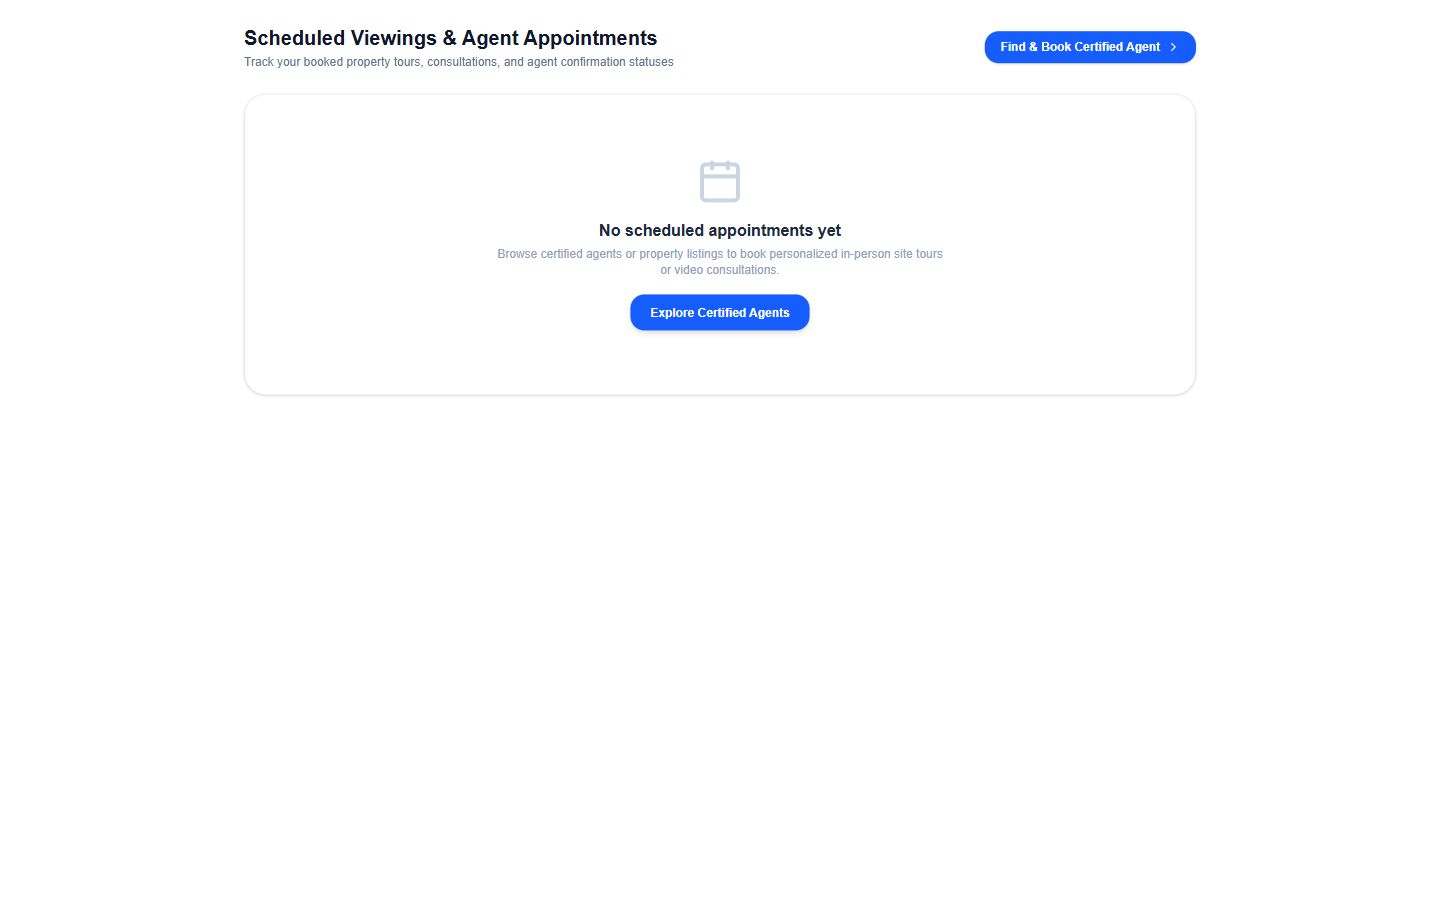 Scheduled Viewings & Agent Appointments
Track your booked property tours, consultations, and agent confirmation statuses
Find & Book Certified Agent
No scheduled appointments yet
Browse certified agents or property listings to book personalized in-person site tours
or video consultations.
Explore Certified Agents